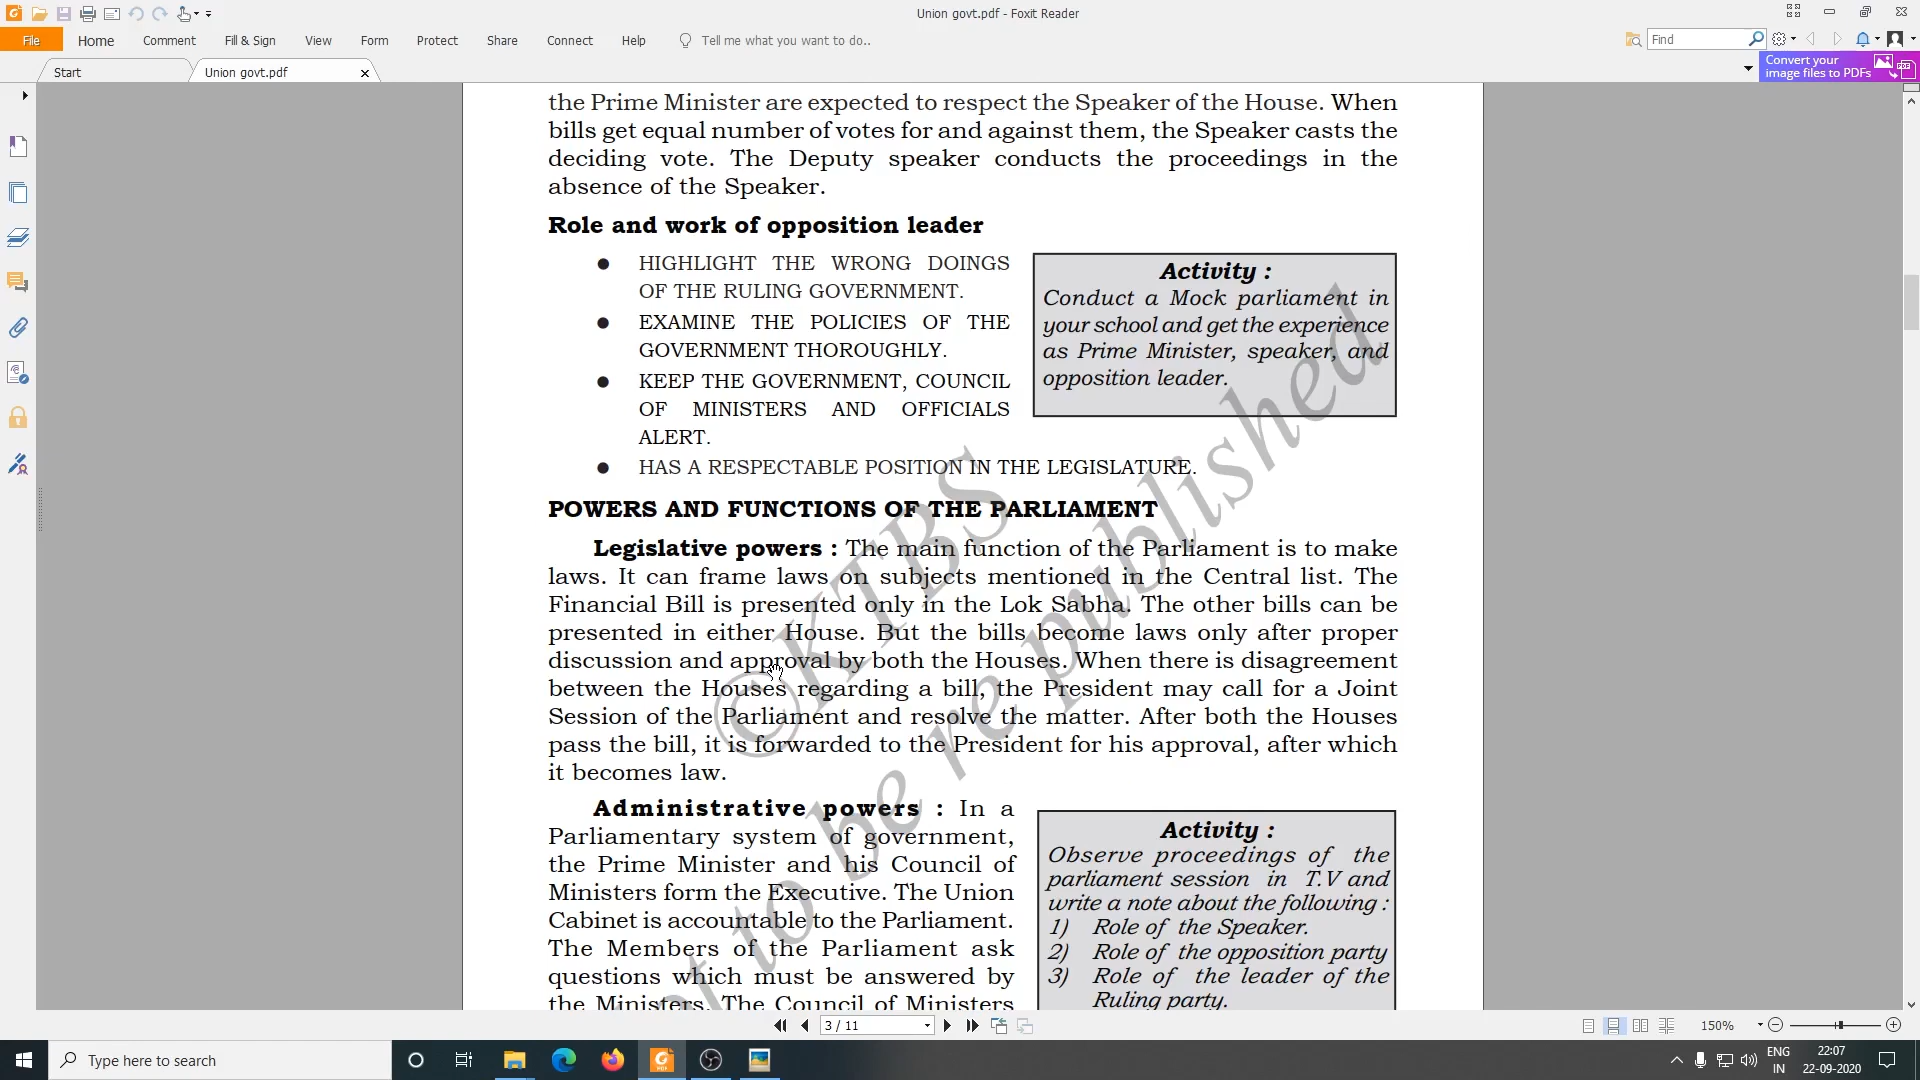 Union govt.pdf - Foxit Reader
File Home Comment Fill & Sign View Form Protect Share Connect Help Tell me what you want to do.. Find
Start Union govt.pdf
Convert your
image files to PDFs
the Prime Minister are expected to respect the Speaker of the House. When
bills get equal number of votes for and against them, the Speaker casts the
deciding vote. The Deputy speaker conducts the proceedings in the
absence of the Speaker.
Role and work of opposition leader
● HIGHLIGHT THE WRONG DOINGS
OF THE RULING GOVERNMENT.
● EXAMINE THE POLICIES OF THE
GOVERNMENT THOROUGHLY.
● KEEP THE GOVERNMENT, COUNCIL
OF MINISTERS AND OFFICIALS
ALERT.
● HAS A RESPECTABLE POSITION IN THE LEGISLATURE.
Activity :
Conduct a Mock parliament in
your school and get the experience
as Prime Minister, speaker, and
opposition leader.
POWERS AND FUNCTIONS OF THE PARLIAMENT
Legislative powers : The main function of the Parliament is to make
laws. It can frame laws on subjects mentioned in the Central list. The
Financial Bill is presented only in the Lok Sabha. The other bills can be
presented in either House. But the bills become laws only after proper
discussion and approval by both the Houses. When there is disagreement
between the Houses regarding a bill, the President may call for a Joint
Session of the Parliament and resolve the matter. After both the Houses
pass the bill, it is forwarded to the President for his approval, after which
it becomes law.
Administrative powers : In a
Parliamentary system of government,
the Prime Minister and his Council of
Ministers form the Executive. The Union
Cabinet is accountable to the Parliament.
The Members of the Parliament ask
questions which must be answered by
the Ministers. The Council of Ministers
Activity :
Observe proceedings of the
parliament session in T.V and
write a note about the following :
1) Role of the Speaker.
2) Role of the opposition party
3) Role of the leader of the
Ruling party.
©KTBS
to be re published
3 / 11
150%
Type here to search
ENG
IN
22:07
22-09-2020